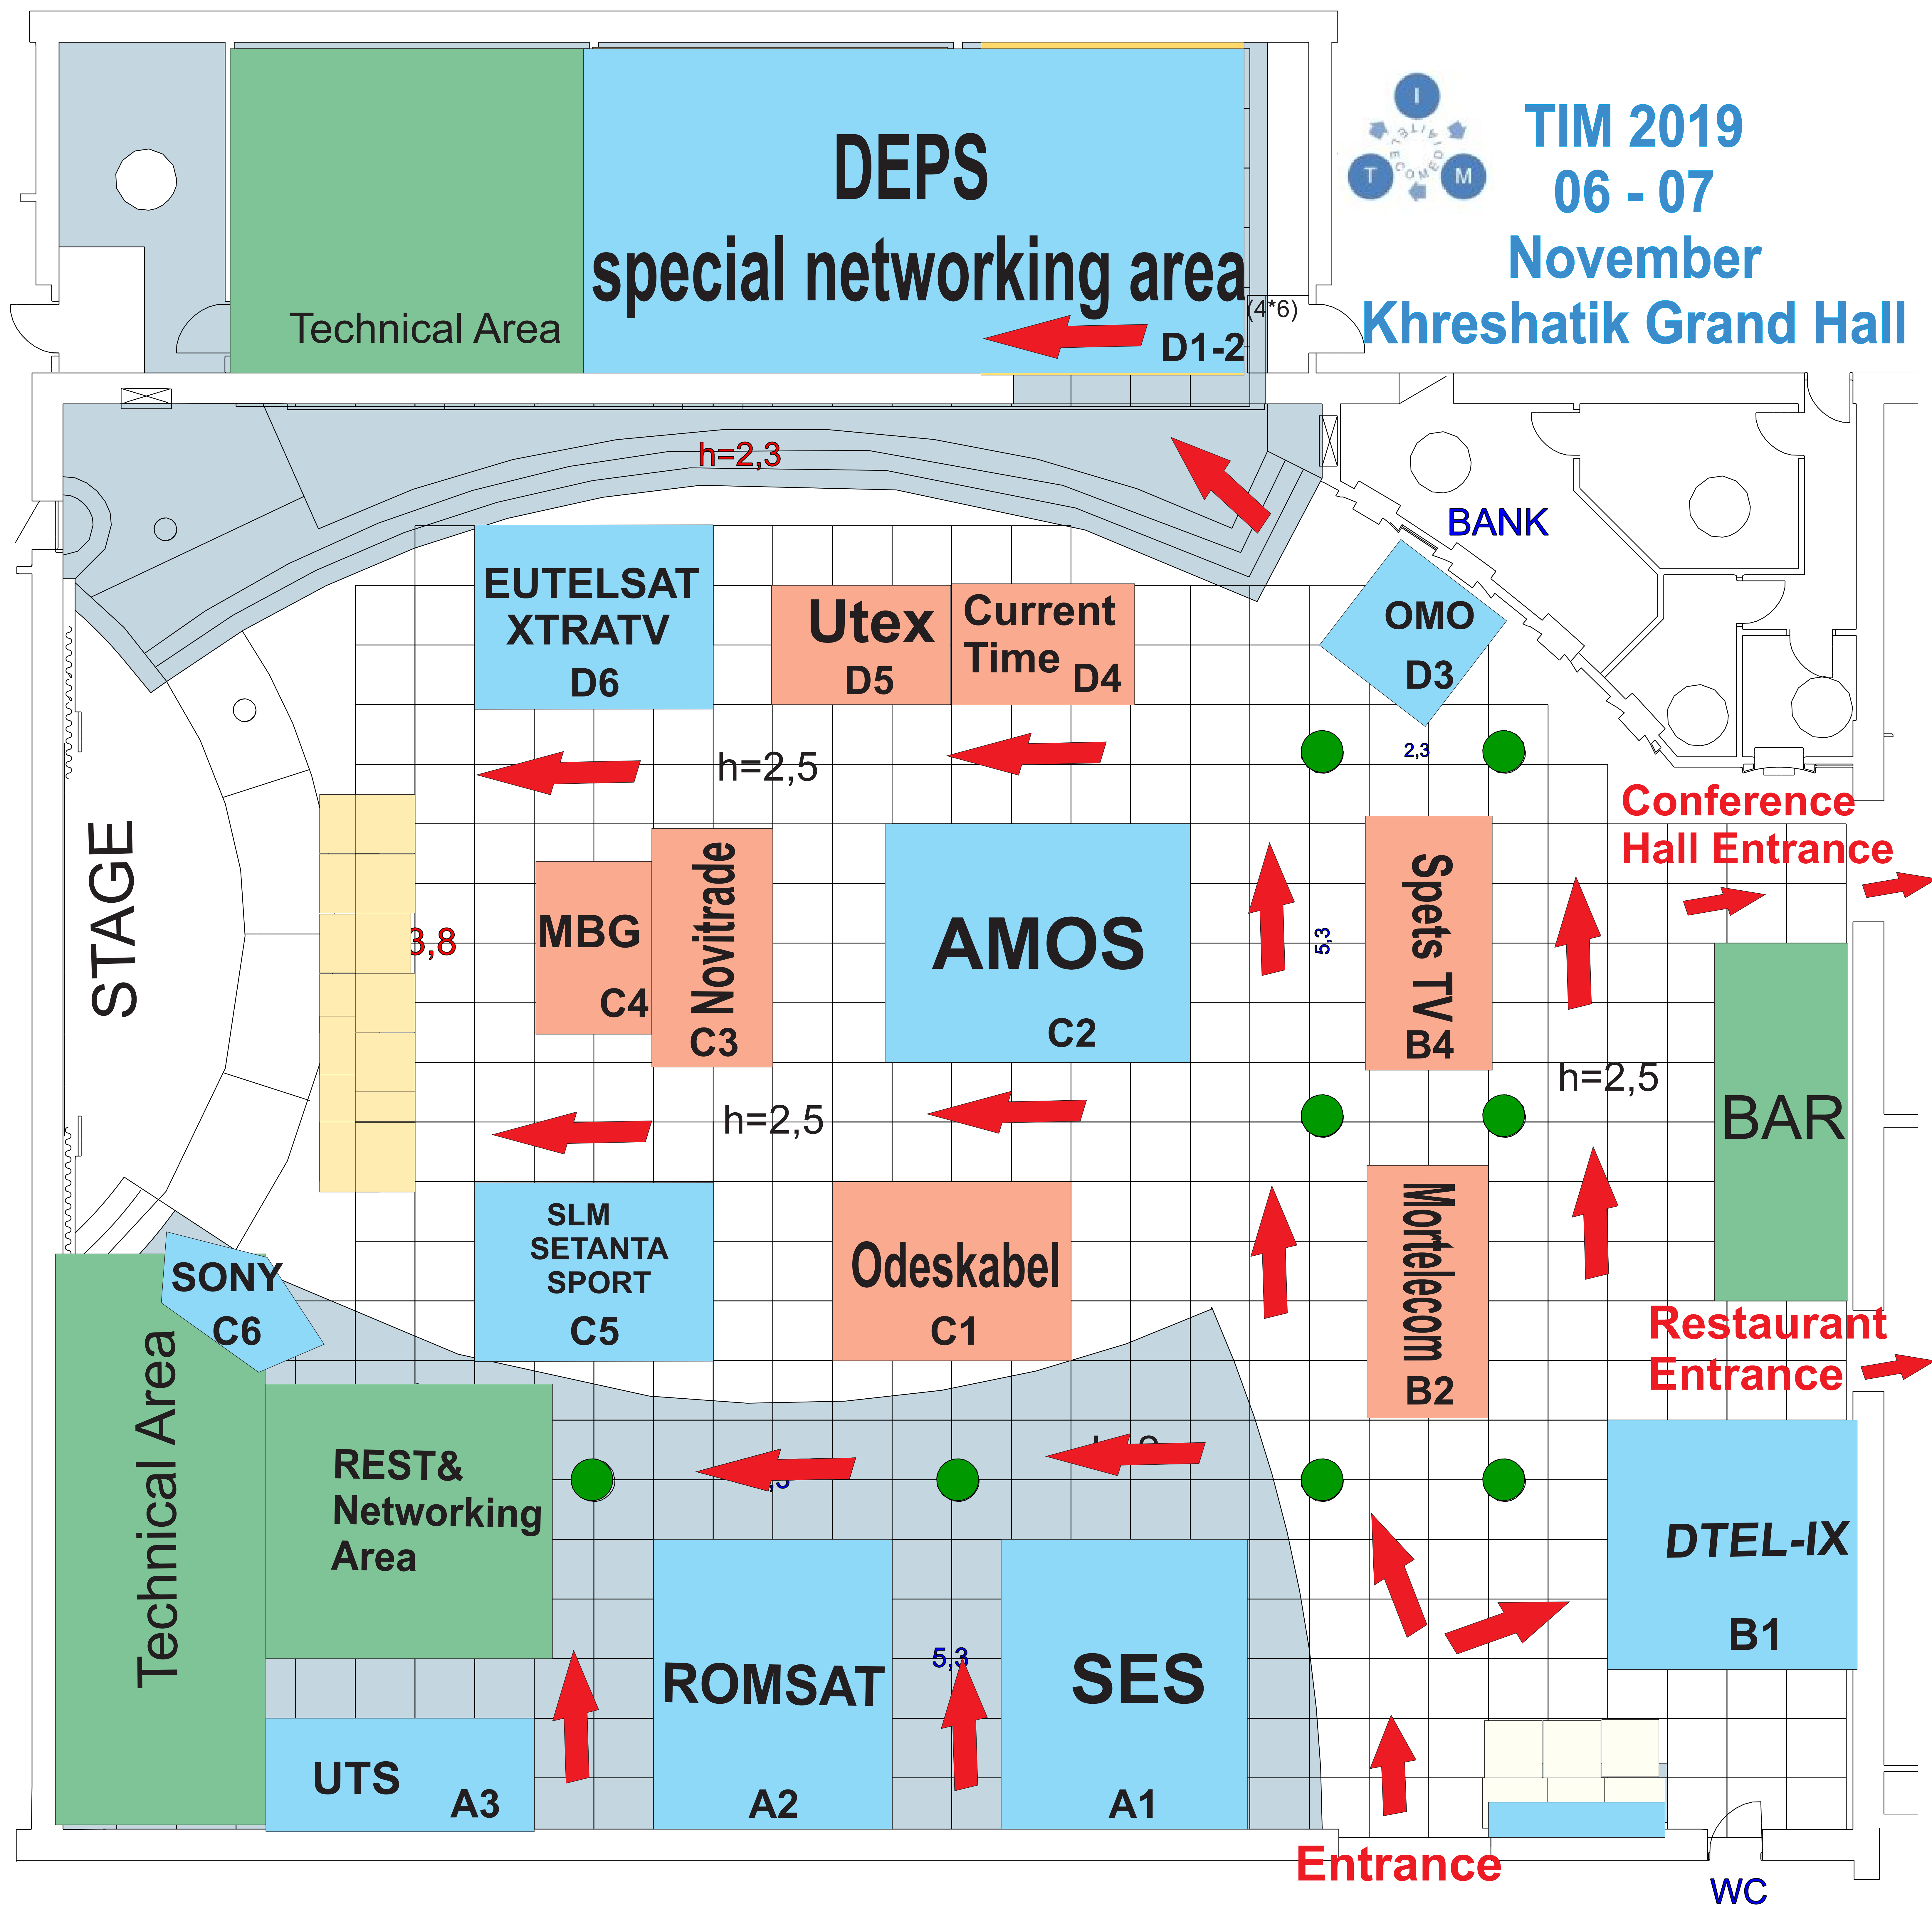 I
T
M
TELECOMEDIA
TIM 2019
06 - 07
November
Khreshatik Grand Hall
DEPS
special networking area
D1-2
(4*6)
Technical Area
h=2,3
BANK
EUTELSAT
XTRATV
D6
Utex
D5
Current
Time
D4
OMO
D3
2,3
h=2,5
Conference
Hall Entrance
STAGE
3,8
MBG
C4
Novitrade
C3
AMOS
C2
5,3
Spets TV
B4
h=2,5
BAR
h=2,5
SLM
SETANTA
SPORT
C5
Odeskabel
C1
Mortelecom
B2
Restaurant
Entrance
SONY
C6
Technical Area
REST&
Networking
Area
DTEL-IX
B1
5,3
ROMSAT
A2
SES
A1
UTS
A3
Entrance
WC